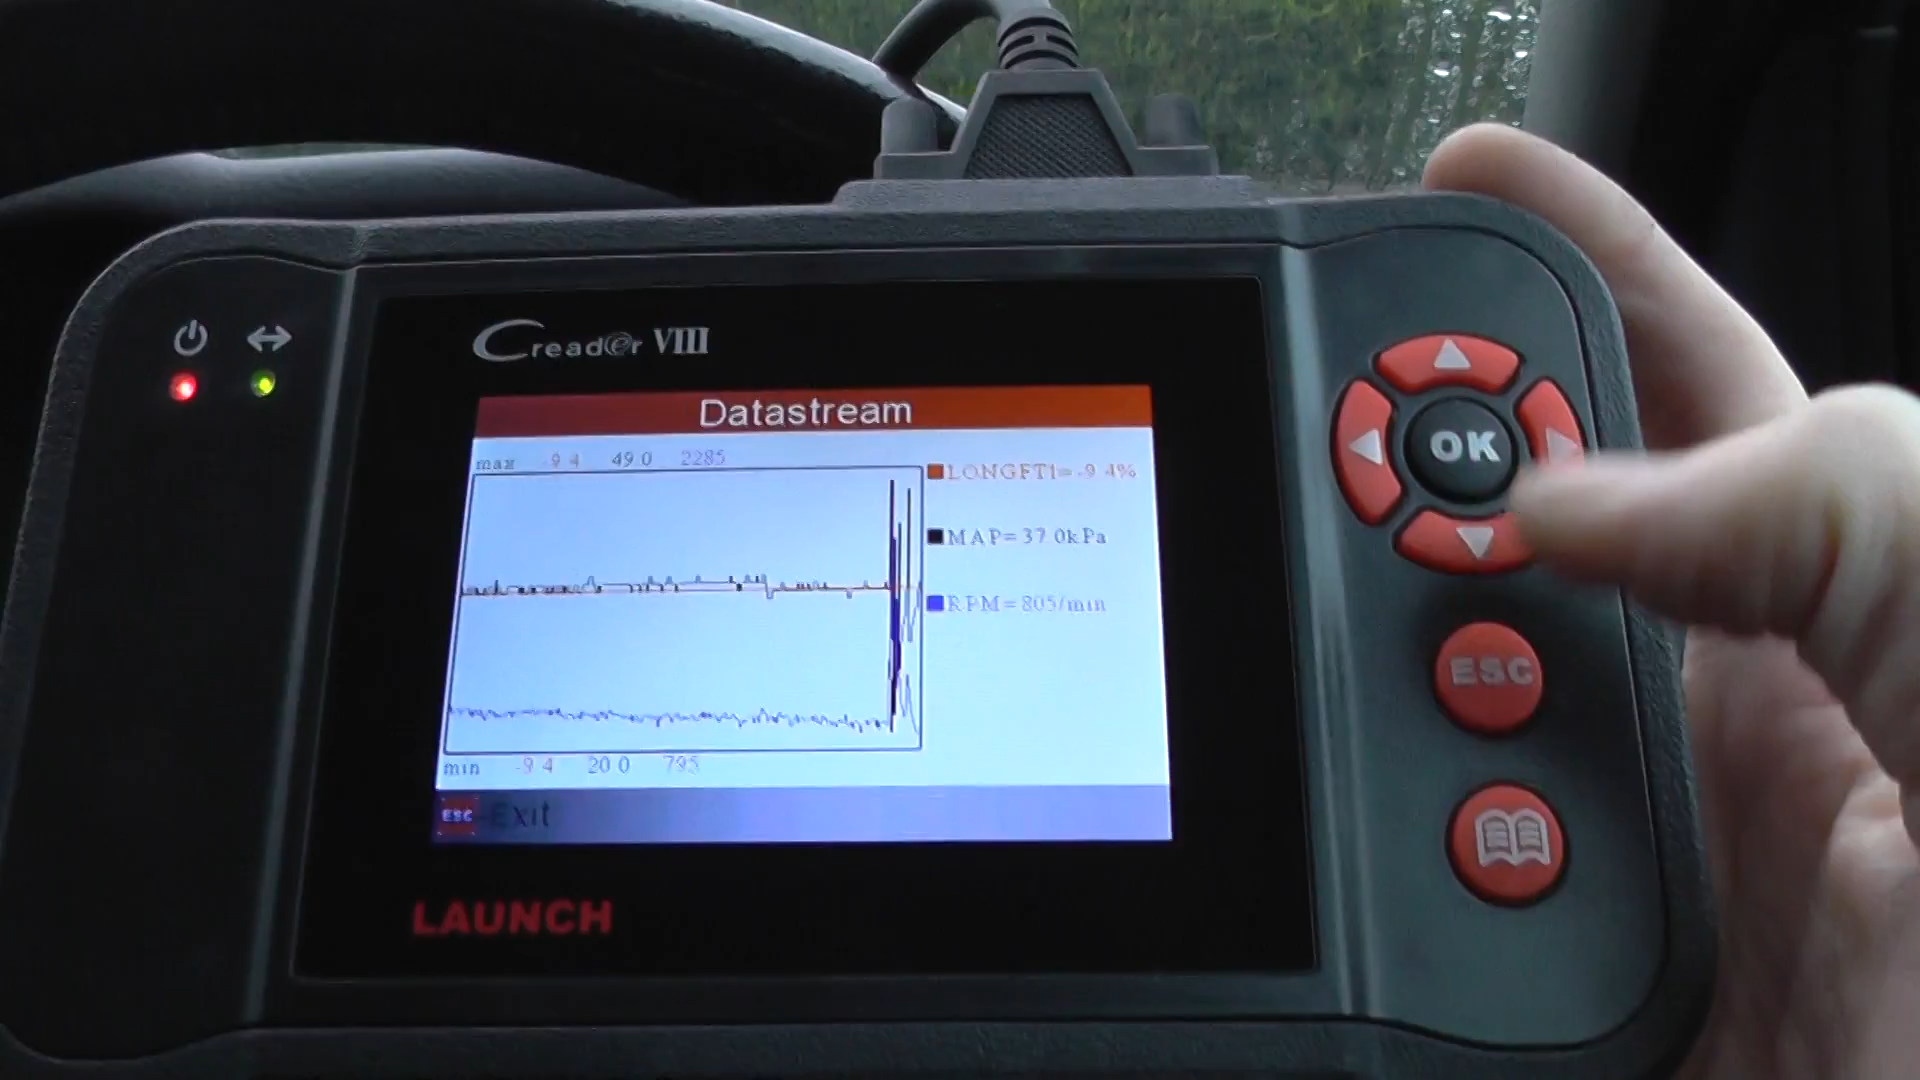 Creader VIII
Datastream
max -9.4 49.0 2285
LONGFT1= -9.4%
MAP= 37.0kPa
RPM= 805/min
min -9.4 20.0 795
ESC -Exit
LAUNCH
OK
ESC